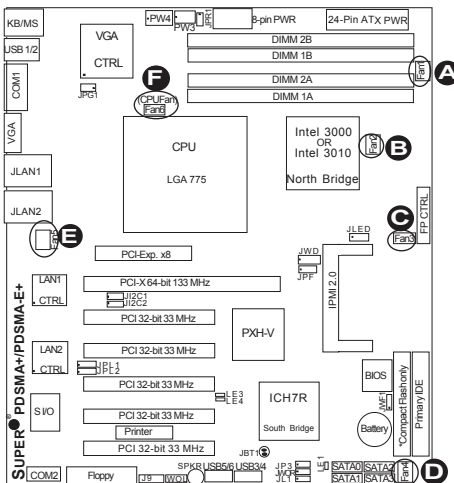 KB/MS
USB 1/2
COM1
VGA
JLAN1
JLAN2
VGA
CTRL
JPG1
PW4
PW3
JPR1
8-pin PWR
24-Pin ATX PWR
DIMM 2B
DIMM 1B
DIMM 2A
DIMM 1A
Fan1
A
F
(CPUFan)
Fan6
CPU
LGA 775
Intel 3000
OR
Intel 3010
North Bridge
Fan2
B
C
Fan3
FP CTRL
JLED
Fan5
E
PCI-Exp. x8
JWD
JPF
IPMI 2.0
LAN1
CTRL
PCI-X 64-bit 133 MHz
JI2C1
JI2C2
PCI 32-bit 33 MHz
PXH-V
LAN2
CTRL
PCI 32-bit 33 MHz
JPL1
JPL2
PCI 32-bit 33 MHz
LE3
LE4
BIOS
JWF1
*Compact Flash only
Primary IDE
S I/O
PCI 32-bit 33 MHz
Printer
PCI 32-bit 33 MHz
ICH7R
South Bridge
Battery
JBT1
SUPER® PDSMA+/PDSMA-E+
COM2
Floppy
J9
WOL
SPKR
USB5/6
USB3/4
JP3
WOR
JL1
LE1
SATA0
SATA2
SATA1
SATA3
Fan4
D